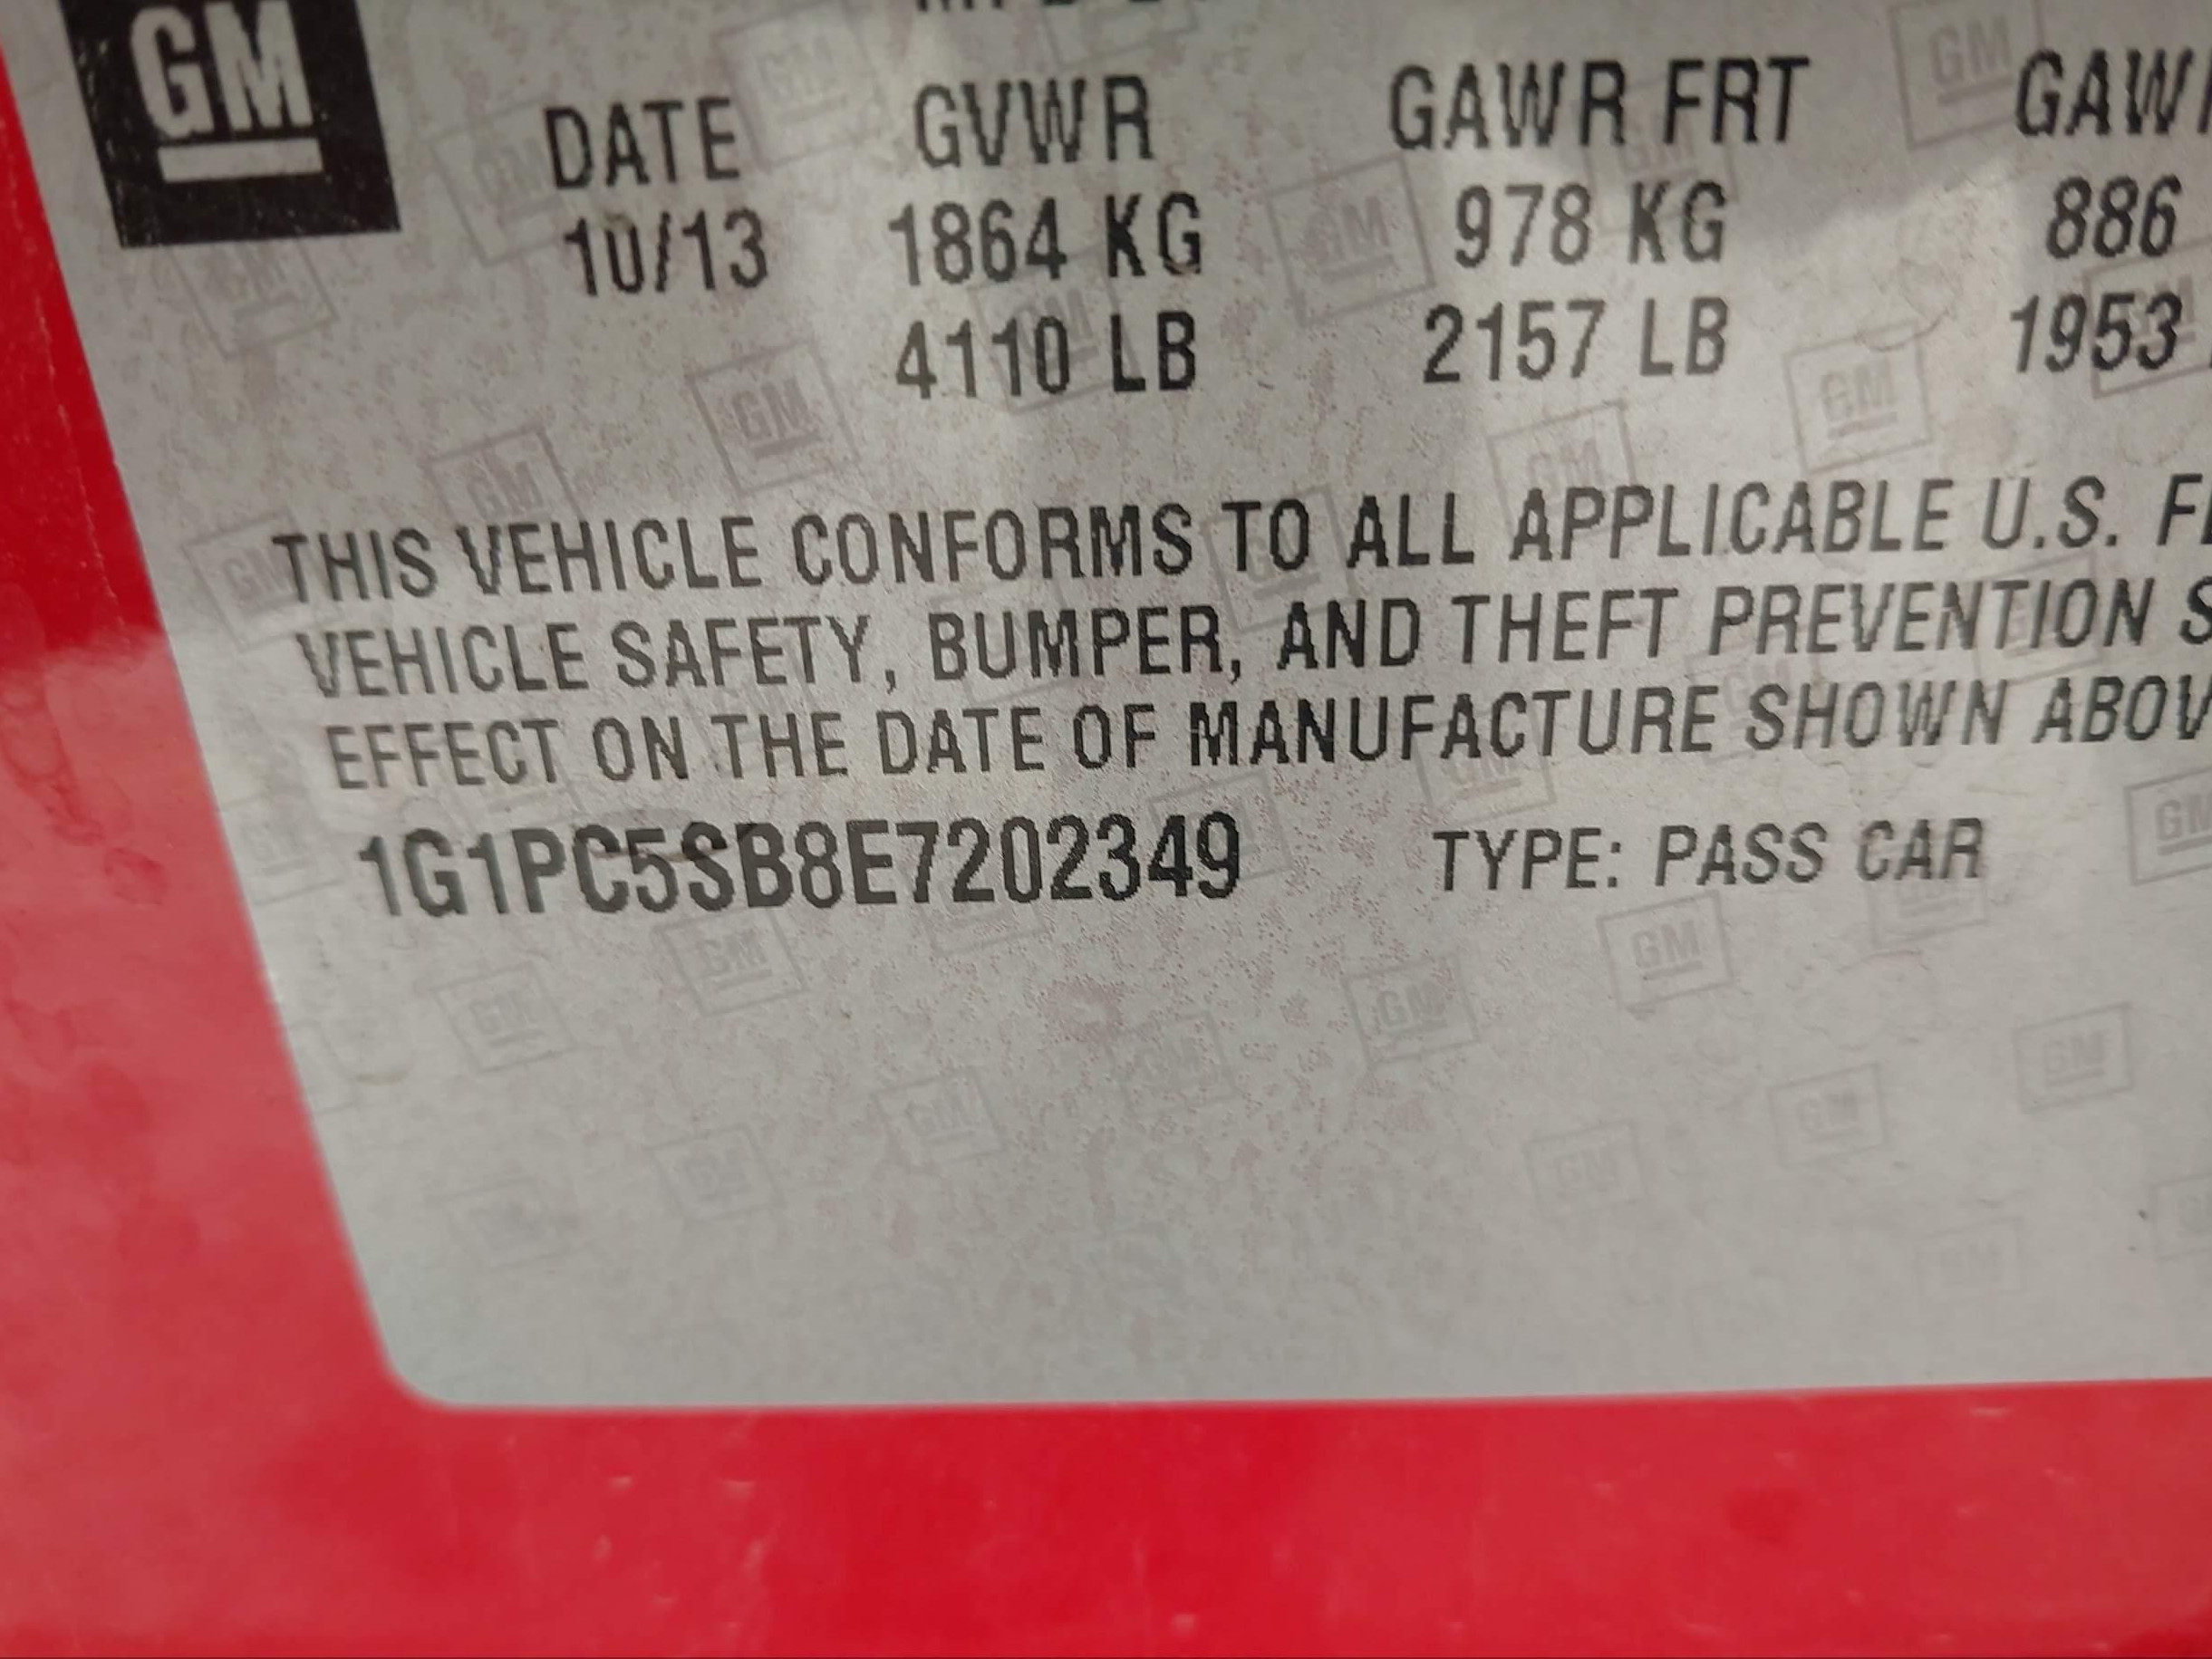 GM
DATE GVWR GAWR FRT
10/13 1864 KG 978 KG 886
4110 LB 2157 LB 1953
THIS VEHICLE CONFORMS TO ALL APPLICABLE U.S.
VEHICLE SAFETY, BUMPER, AND THEFT PREVENTION
EFFECT ON THE DATE OF MANUFACTURE SHOWN
1G1PC5SB8E7202349 TYPE: PASS CAR